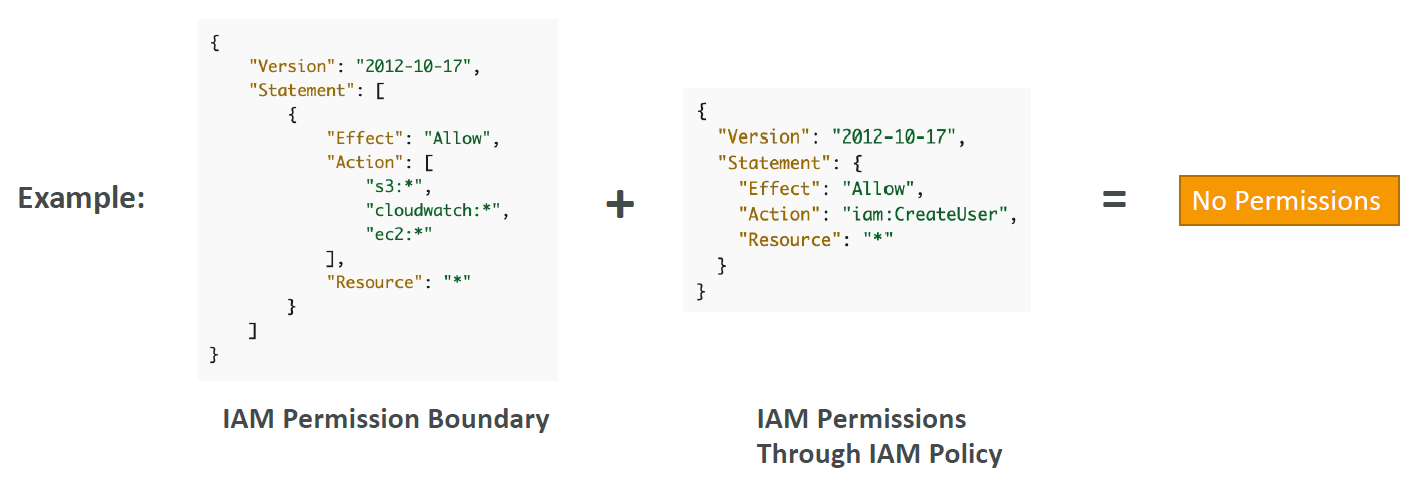 Example:
{
    "Version": "2012-10-17",
    "Statement": [
        {
            "Effect": "Allow",
            "Action": [
                "s3:*",
                "cloudwatch:*",
                "ec2:*"
            ],
            "Resource": "*"
        }
    ]
}
IAM Permission Boundary
+
{
  "Version": "2012-10-17",
  "Statement": {
    "Effect": "Allow",
    "Action": "iam:CreateUser",
    "Resource": "*"
  }
}
IAM Permissions
Through IAM Policy
=
No Permissions